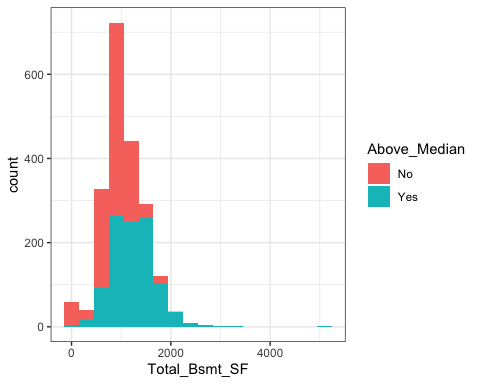 600
400
200
0
count
0 2000 4000
Total_Bsmt_SF
Above_Median
No
Yes